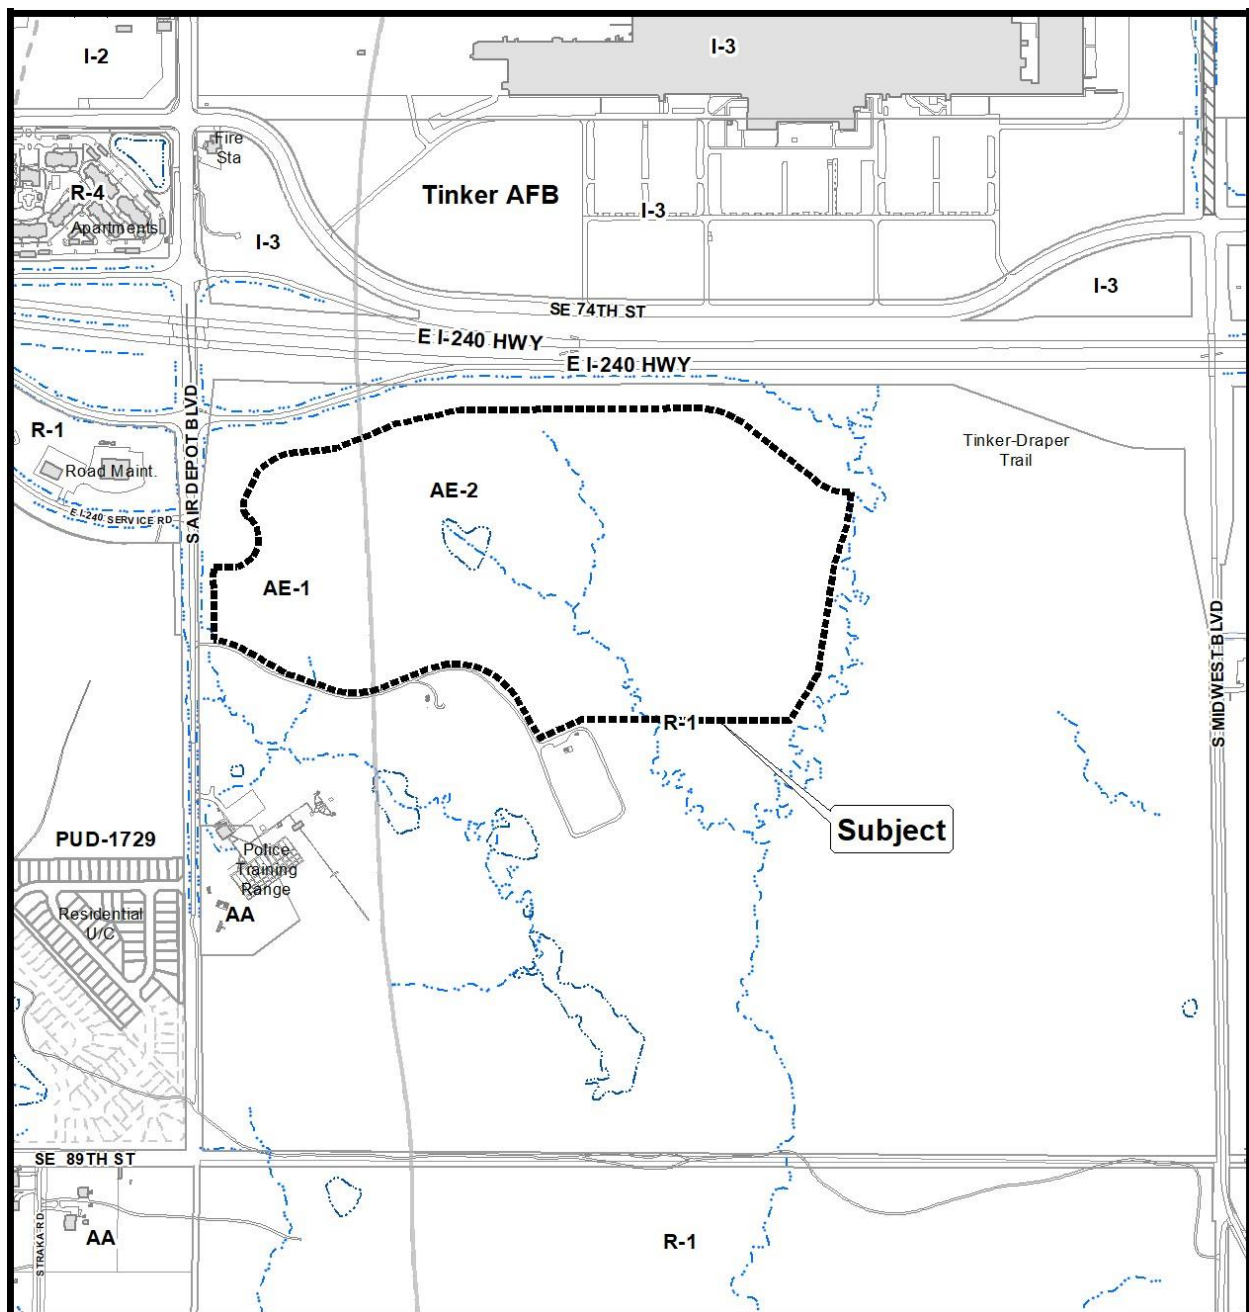 I-2
I-3
Fire
Sta
R-4
Apartments
Tinker AFB
I-3
I-3
I-3
SE 74TH ST
E I-240 HWY
E I-240 HWY
S AIR DEPOT BLVD
R-1
Road Maint.
E I-240 SERVICE RD
Tinker-Draper
Trail
AE-2
AE-1
S MIDWEST BLVD
R-1
Subject
PUD-1729
Police
Training
Range
AA
Residential
U/C
SE 89TH ST
STRAKA RD
AA
R-1